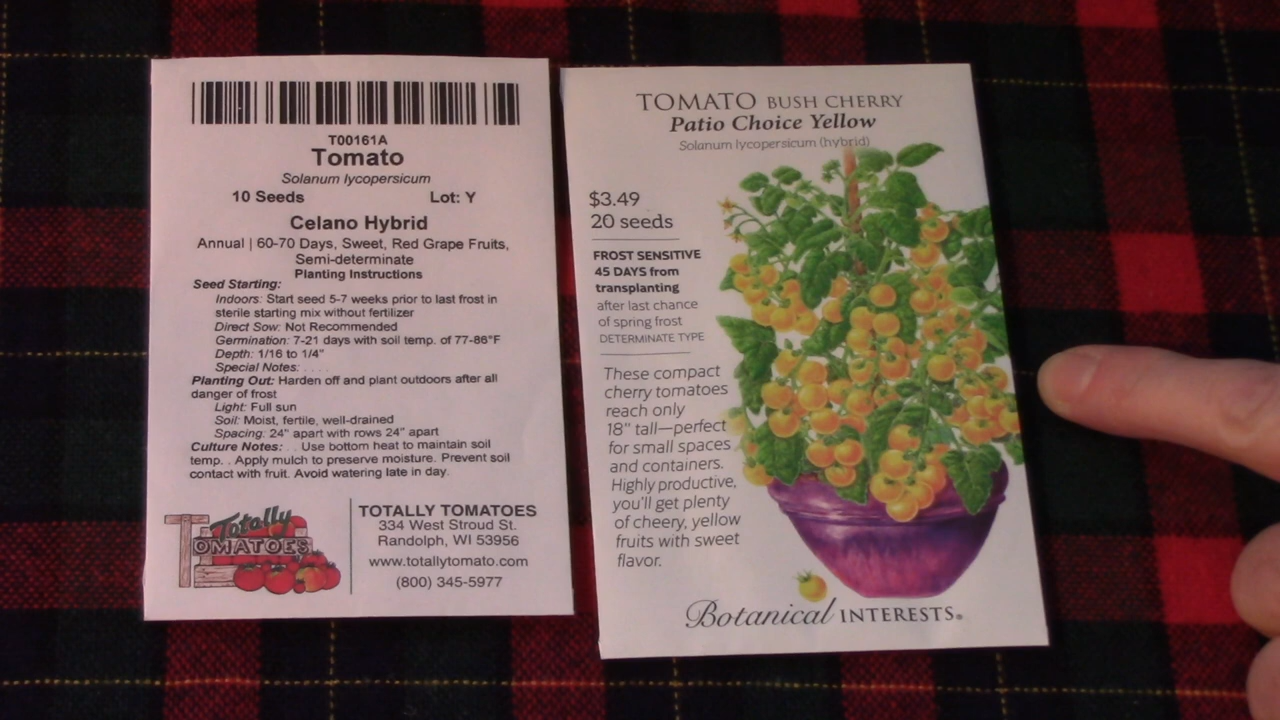 T00161A
Tomato
Solanum lycopersicum
10 Seeds Lot: Y
Celano Hybrid
Annual | 60-70 Days, Sweet, Red Grape Fruits,
Semi-determinate
Planting Instructions
Seed Starting:
Indoors: Start seed 5-7 weeks prior to last frost in
sterile starting mix without fertilizer
Direct Sow: Not Recommended
Germination: 7-21 days with soil temp. of 77-86°F
Depth: 1/16 to 1/4"
Special Notes: . . . .
Planting Out: Harden off and plant outdoors after all
danger of frost
Light: Full sun
Soil: Moist, fertile, well-drained
Spacing: 24" apart with rows 24" apart
Culture Notes: . . Use bottom heat to maintain soil
temp. . Apply mulch to preserve moisture. Prevent soil
contact with fruit. Avoid watering late in day.
Totally
TOMATOES
TOTALLY TOMATOES
334 West Stroud St.
Randolph, WI 53956
www.totallytomato.com
(800) 345-5977
TOMATO BUSH CHERRY
Patio Choice Yellow
Solanum lycopersicum (hybrid)
$3.49
20 seeds
FROST SENSITIVE
45 DAYS from
transplanting
after last chance
of spring frost
DETERMINATE TYPE
These compact
cherry tomatoes
reach only
18" tall—perfect
for small spaces
and containers.
Highly productive,
you'll get plenty
of cheery, yellow
fruits with sweet
flavor.
Botanical INTERESTS®